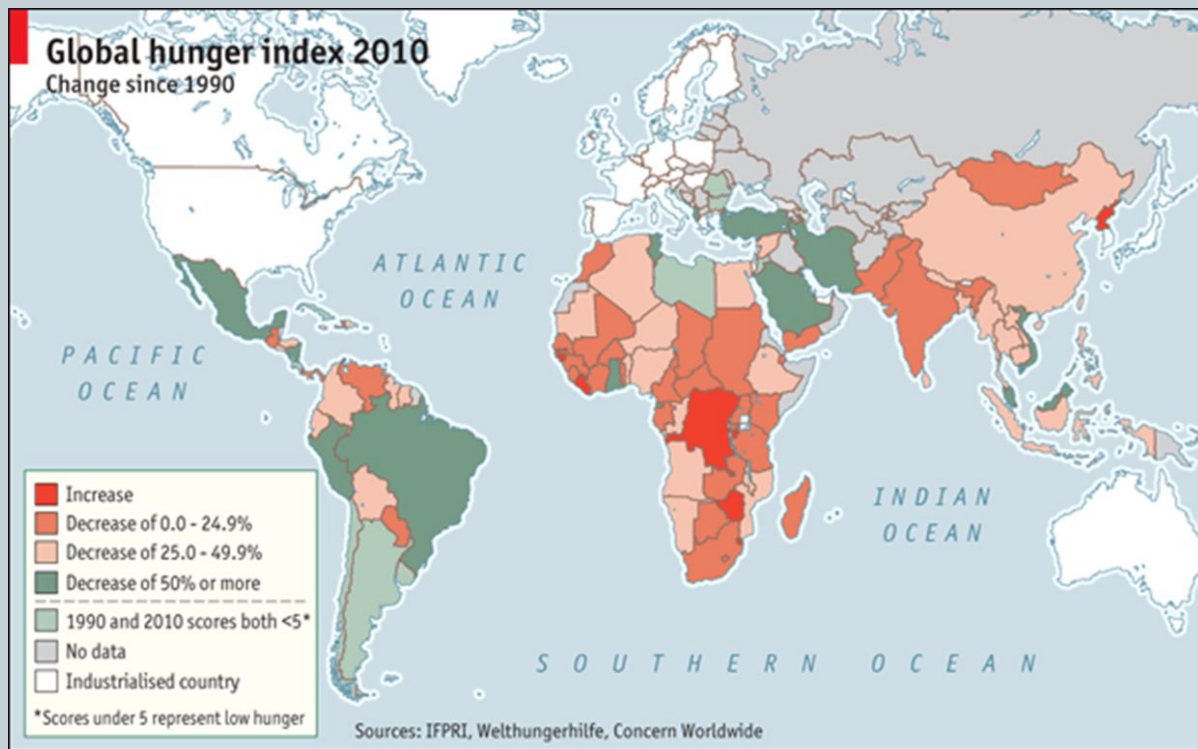 Global hunger index 2010
Change since 1990
ATLANTIC
OCEAN
PACIFIC
OCEAN
INDIAN
OCEAN
SOUTHERN OCEAN
Increase
Decrease of 0.0 - 24.9%
Decrease of 25.0 - 49.9%
Decrease of 50% or more
1990 and 2010 scores both <5*
No data
Industrialised country
*Scores under 5 represent low hunger
Sources: IFPRI, Welthungerhilfe, Concern Worldwide